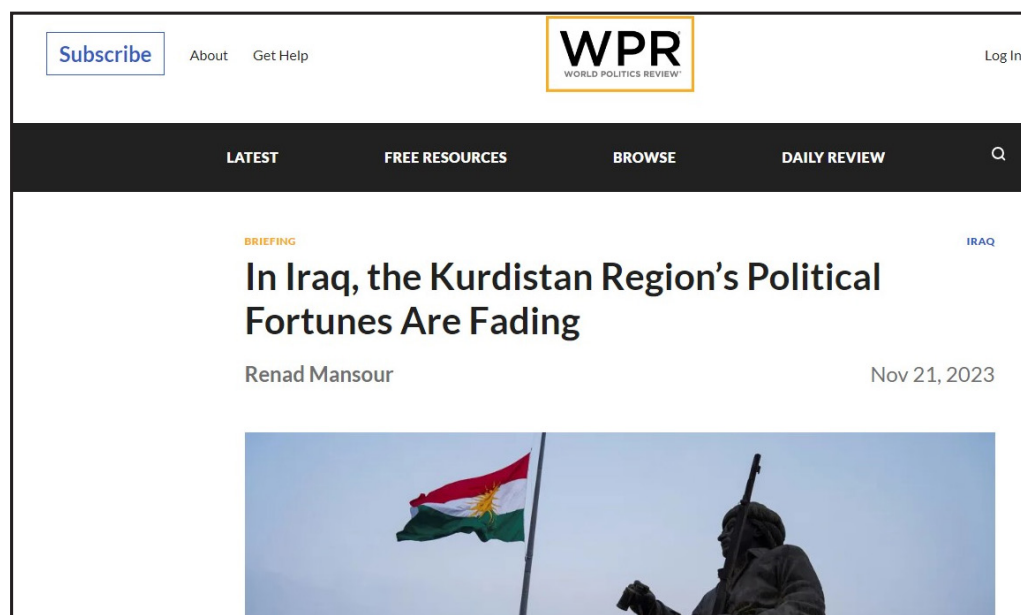 Subscribe
About
Get Help
WPR
WORLD POLITICS REVIEW
Log In
LATEST
FREE RESOURCES
BROWSE
DAILY REVIEW
BRIEFING
IRAQ
In Iraq, the Kurdistan Region’s Political
Fortunes Are Fading
Renad Mansour
Nov 21, 2023